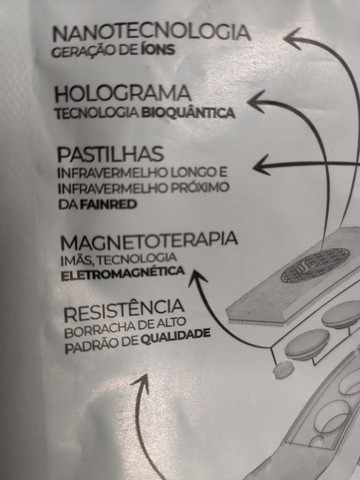 NANOTECNOLOGIA
GERAÇÃO DE ÍONS
HOLOGRAMA
TECNOLOGIA BIOQUÂNTICA
PASTILHAS
INFRAVERMELHO LONGO E
INFRAVERMELHO PRÓXIMO
DA FAINRED
MAGNETOTERAPIA
IMÃS, TECNOLOGIA
ELETROMAGNÉTICA
RESISTÊNCIA
BORRACHA DE ALTO
PADRÃO DE QUALIDADE